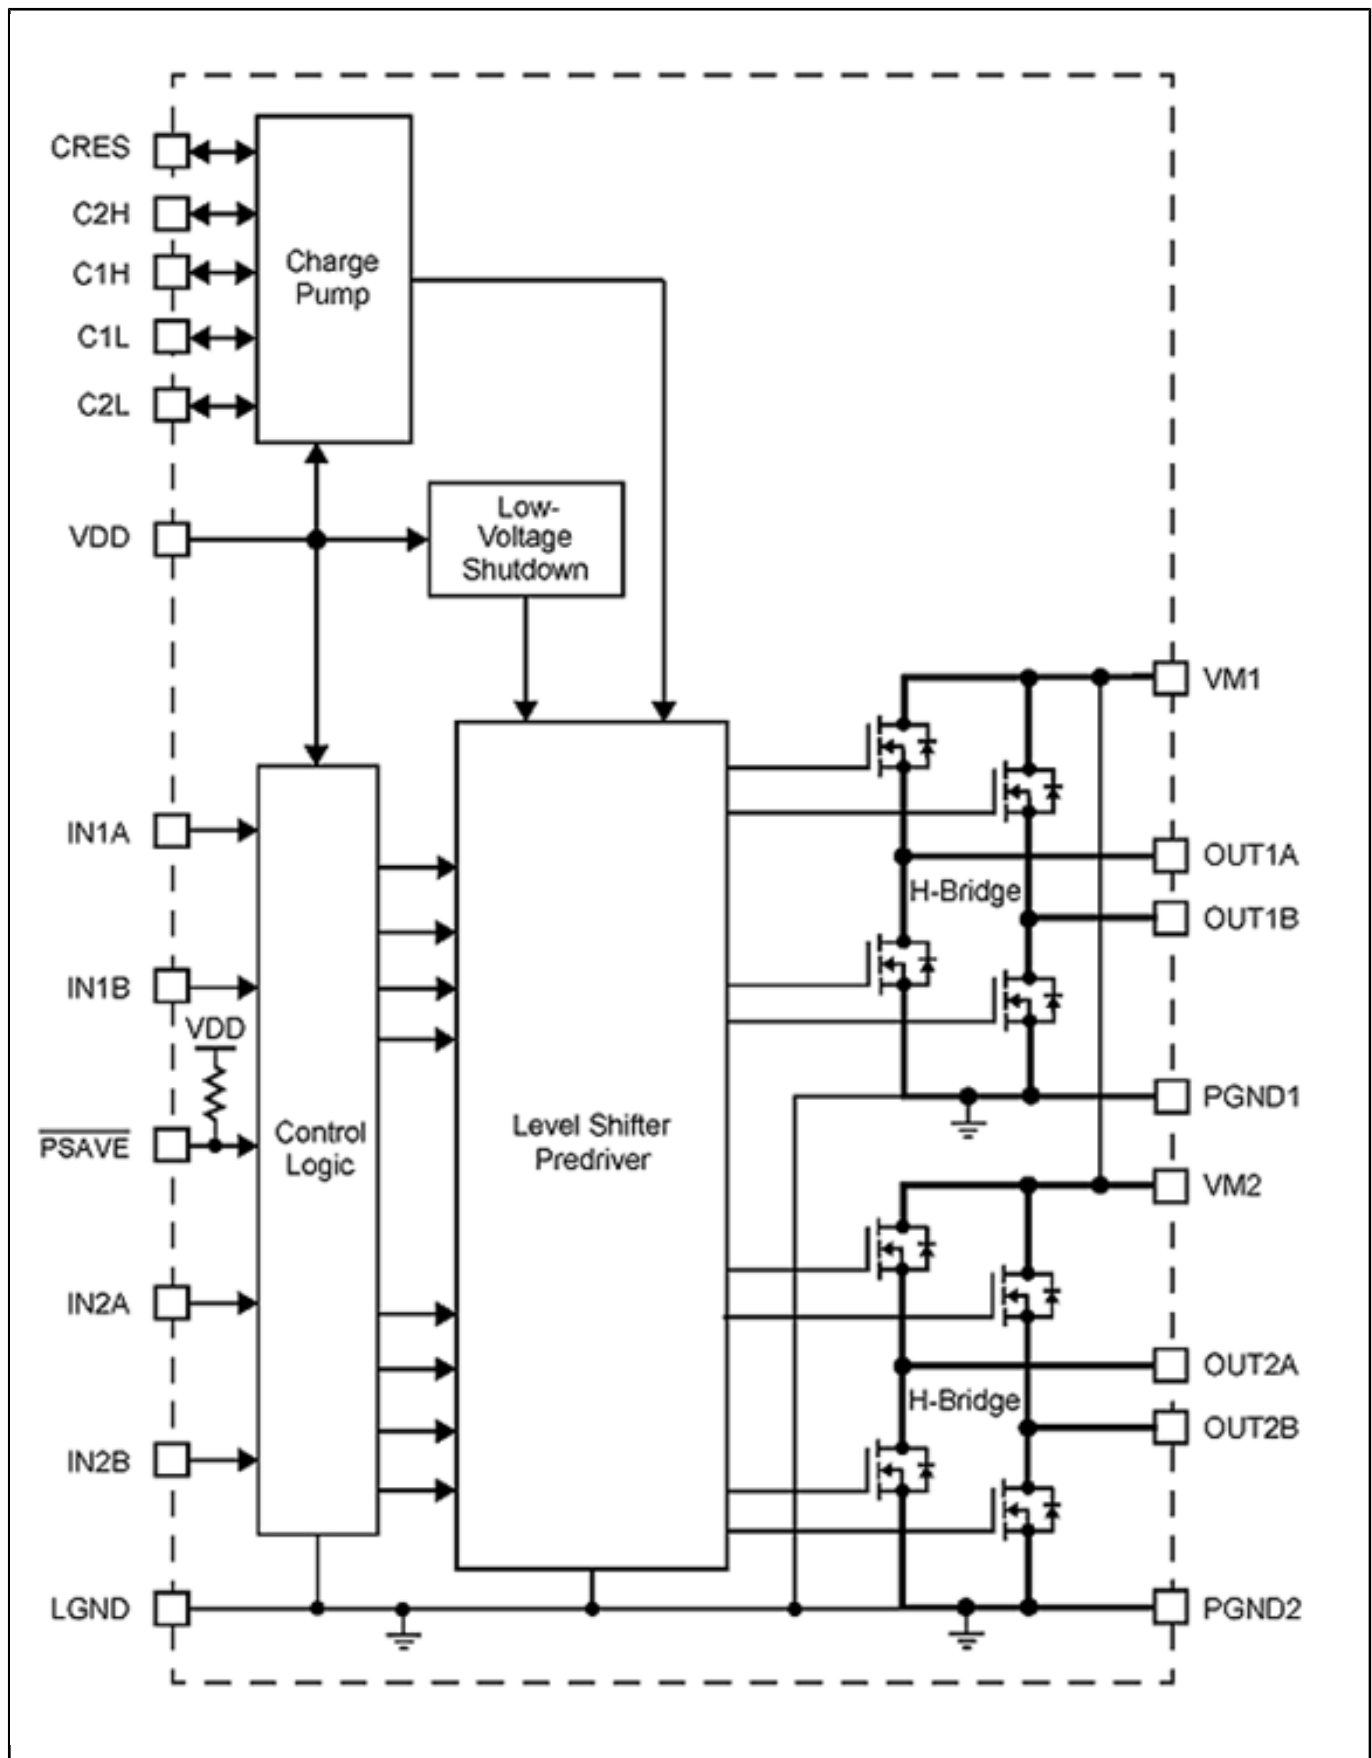 CRES
C2H
C1H
C1L
C2L
Charge
Pump
VDD
Low-
Voltage
Shutdown
VM1
IN1A
OUT1A
H-Bridge
OUT1B
IN1B
VDD
PSAVE
Control
Logic
Level Shifter
Predriver
PGND1
VM2
IN2A
OUT2A
H-Bridge
OUT2B
IN2B
LGND
PGND2